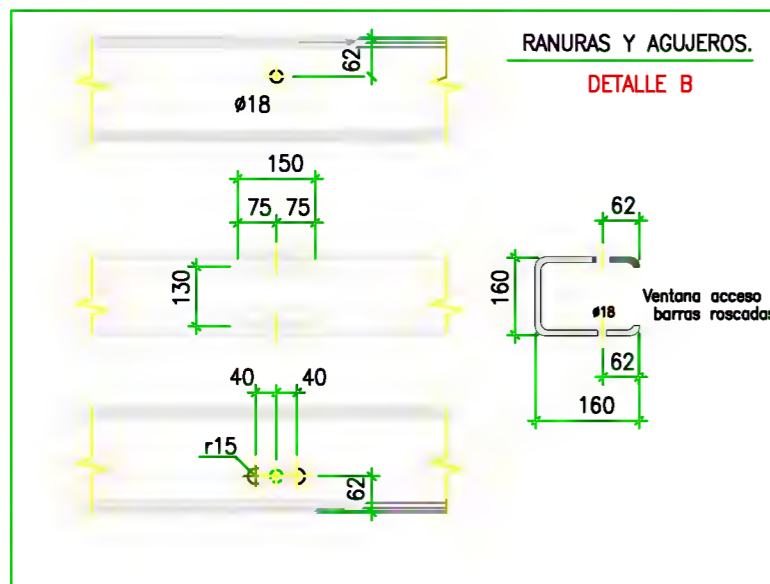 RANURAS Y AGUJEROS.
DETALLE B
62
ø18
150
75 75
130
62
160
ø18
Ventana acceso
barras roscadas
62
160
40 40
r15
62